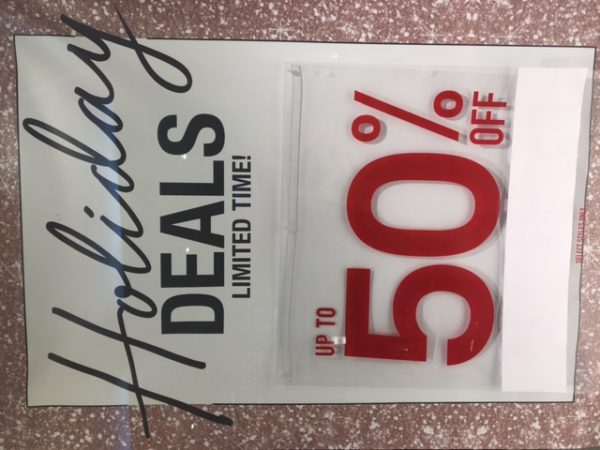 Holiday
DEALS
LIMITED TIME!
UP TO
50% OFF
SELECT STYLES ONLY